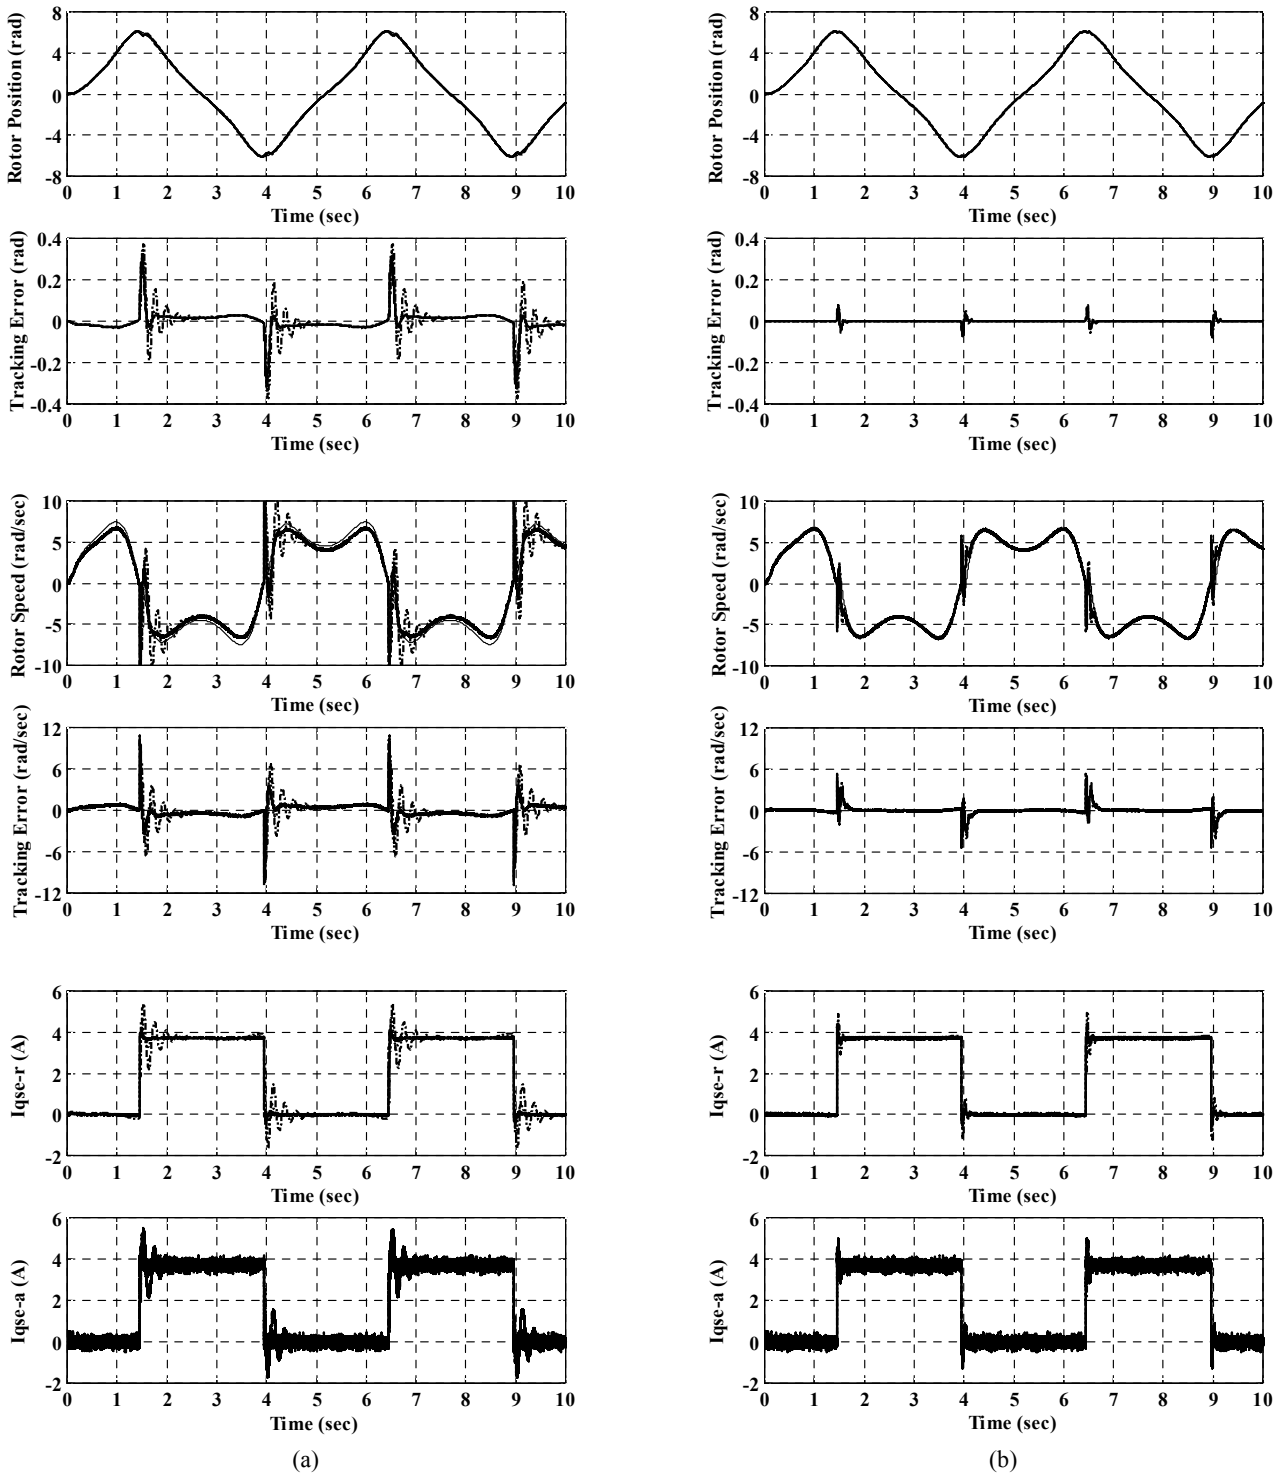 Rotor Position (rad)
8
4
0
-4
-8
0 1 2 3 4 5 6 7 8 9 10
Time (sec)
Tracking Error (rad)
0.4
0.2
0
-0.2
-0.4
0 1 2 3 4 5 6 7 8 9 10
Time (sec)
Rotor Speed (rad/sec)
10
5
0
-5
-10
0 1 2 3 4 5 6 7 8 9 10
Time (sec)
Tracking Error (rad/sec)
12
6
0
-6
-12
0 1 2 3 4 5 6 7 8 9 10
Time (sec)
Iqse-r (A)
6
4
2
0
-2
0 1 2 3 4 5 6 7 8 9 10
Time (sec)
Iqse-a (A)
6
4
2
0
-2
0 1 2 3 4 5 6 7 8 9 10
Time (sec)
(a)
Rotor Position (rad)
8
4
0
-4
-8
0 1 2 3 4 5 6 7 8 9 10
Time (sec)
Tracking Error (rad)
0.4
0.2
0
-0.2
-0.4
0 1 2 3 4 5 6 7 8 9 10
Time (sec)
Rotor Speed (rad/sec)
10
5
0
-5
-10
0 1 2 3 4 5 6 7 8 9 10
Time (sec)
Tracking Error (rad/sec)
12
6
0
-6
-12
0 1 2 3 4 5 6 7 8 9 10
Time (sec)
Iqse-r (A)
6
4
2
0
-2
0 1 2 3 4 5 6 7 8 9 10
Time (sec)
Iqse-a (A)
6
4
2
0
-2
0 1 2 3 4 5 6 7 8 9 10
Time (sec)
(b)